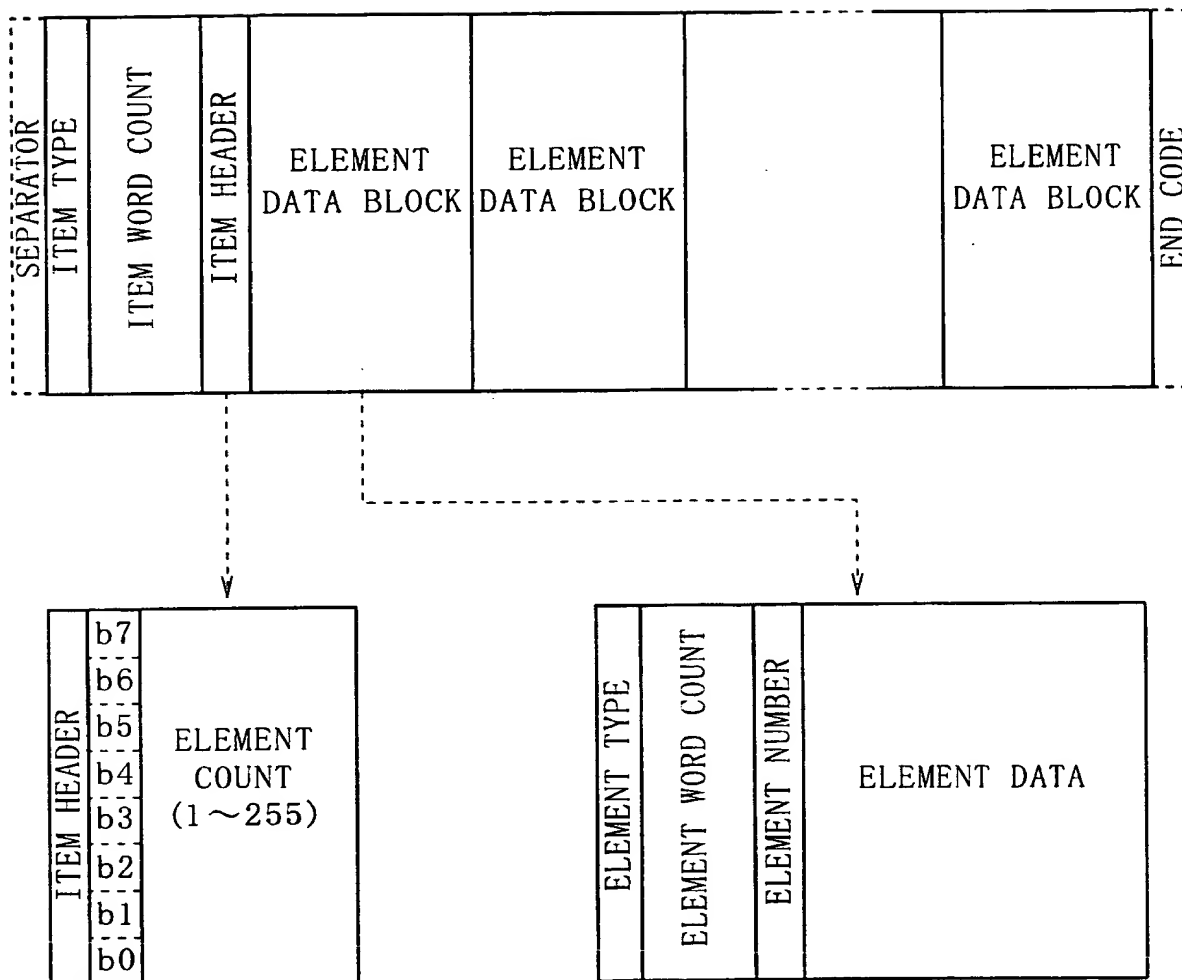 SEPARATOR
ITEM TYPE
ITEM WORD COUNT
ITEM HEADER
ELEMENT
DATA BLOCK
ELEMENT
DATA BLOCK
ELEMENT
DATA BLOCK
END CODE
ITEM HEADER
b7
b6
b5
b4
b3
b2
b1
b0
ELEMENT
COUNT
(1～255)
ELEMENT TYPE
ELEMENT WORD COUNT
ELEMENT NUMBER
ELEMENT DATA